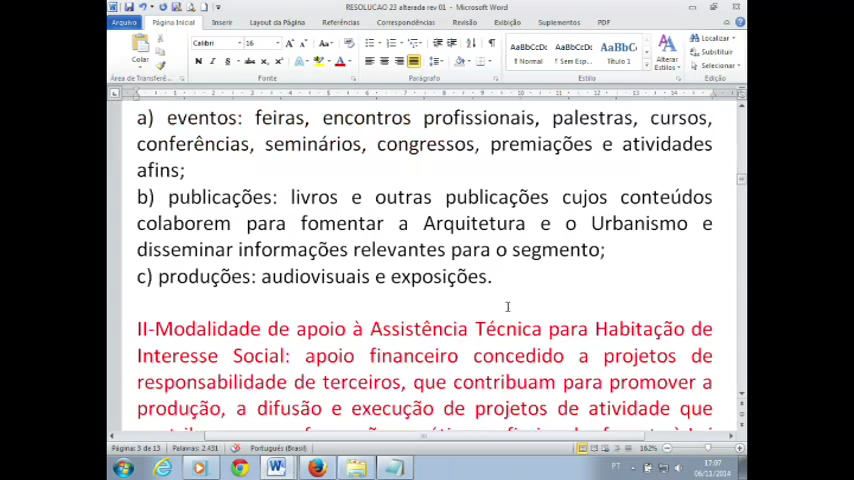 RESOLUCAO 23 alterada rev 01 - Microsoft Word
Arquivo Página Inicial Inserir Layout da Página Referências Correspondências Revisão Exibição Suplementos PDF
Colar
Calibri 16
N I S abc
AaBbCcDc AaBbCcDc AaBbC
¶ Normal ¶ Sem Esp... Título 1
Alterar Estilos
Localizar
Substituir
Selecionar
Área de Transferê... Fonte Parágrafo Estilo Edição
a) eventos: feiras, encontros profissionais, palestras, cursos,
conferências, seminários, congressos, premiações e atividades
afins;
b) publicações: livros e outras publicações cujos conteúdos
colaborem para fomentar a Arquitetura e o Urbanismo e
disseminar informações relevantes para o segmento;
c) produções: audiovisuais e exposições.
II-Modalidade de apoio à Assistência Técnica para Habitação de
Interesse Social: apoio financeiro concedido a projetos de
responsabilidade de terceiros, que contribuam para promover a
produção, a difusão e execução de projetos de atividade que
Página: 3 de 13 Palavras: 2.431 Português (Brasil) 162%
PT 17:07
06/11/2014